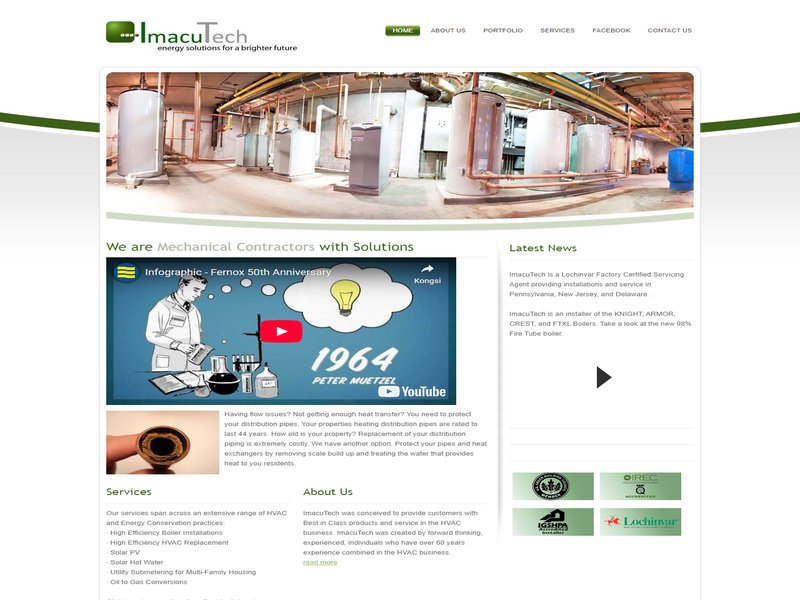 ImacuTech
energy solutions for a brighter future
HOME
ABOUT US
PORTFOLIO
SERVICES
FACEBOOK
CONTACT US
We are Mechanical Contractors with Solutions
Infographic - Fernox 50th Anniversary
Kongsi
1964
PETER MUETZEL
YouTube
Having flow issues? Not getting enough heat transfer? You need to protect
your distribution pipes. Your properties heating distribution pipes are rated to
last 44 years. How old is your property? Replacement of your distribution
piping is extremely costly. We have another option. Protect your pipes and heat
exchangers by removing scale build up and treating the water that provides
heat to you residents.
Services
Our services span across an extensive range of HVAC
and Energy Conservation practices:
· High Efficiency Boiler Installations
· High Efficiency HVAC Replacement
· Solar PV
· Solar Hot Water
· Utility Submetering for Multi-Family Housing
· Oil to Gas Conversions
About Us
ImacuTech was conceived to provide customers with
Best in Class products and service in the HVAC
business. ImacuTech was created by forward thinking,
experienced, individuals who have over 60 years
experience combined in the HVAC business.
read more
Latest News
ImacuTech is a Lochinvar Factory Certified Servicing
Agent providing installations and service in
Pennsylvania, New Jersey, and Delaware.
ImacuTech is an installer of the KNIGHT, ARMOR,
CREST, and FTXL Boilers. Take a look at the new 98%
Fire Tube boiler.
MEMBER
IREC
ACCREDITED
IGSHPA
Accredited
Installer
Lochinvar